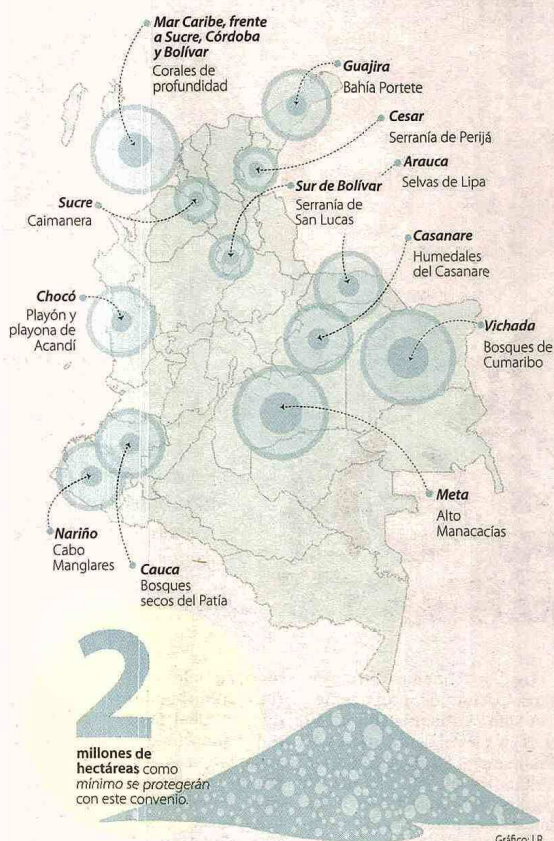 Mar Caribe, frente
a Sucre, Córdoba
y Bolívar
Corales de
profundidad
Guajira
Bahía Portete
Cesar
Serranía de Perijá
Arauca
Selvas de Lipa
Sur de Bolívar
Serranía de
San Lucas
Sucre
Caimanera
Casanare
Humedales
del Casanare
Chocó
Playón y
playona de
Acandí
Vichada
Bosques de
Cumaribo
Meta
Alto
Manacacías
Nariño
Cabo
Manglares
Cauca
Bosques
secos del Patía
2
millones de
hectáreas como
mínimo se protegerán
con este convenio.
Gráfico: LR